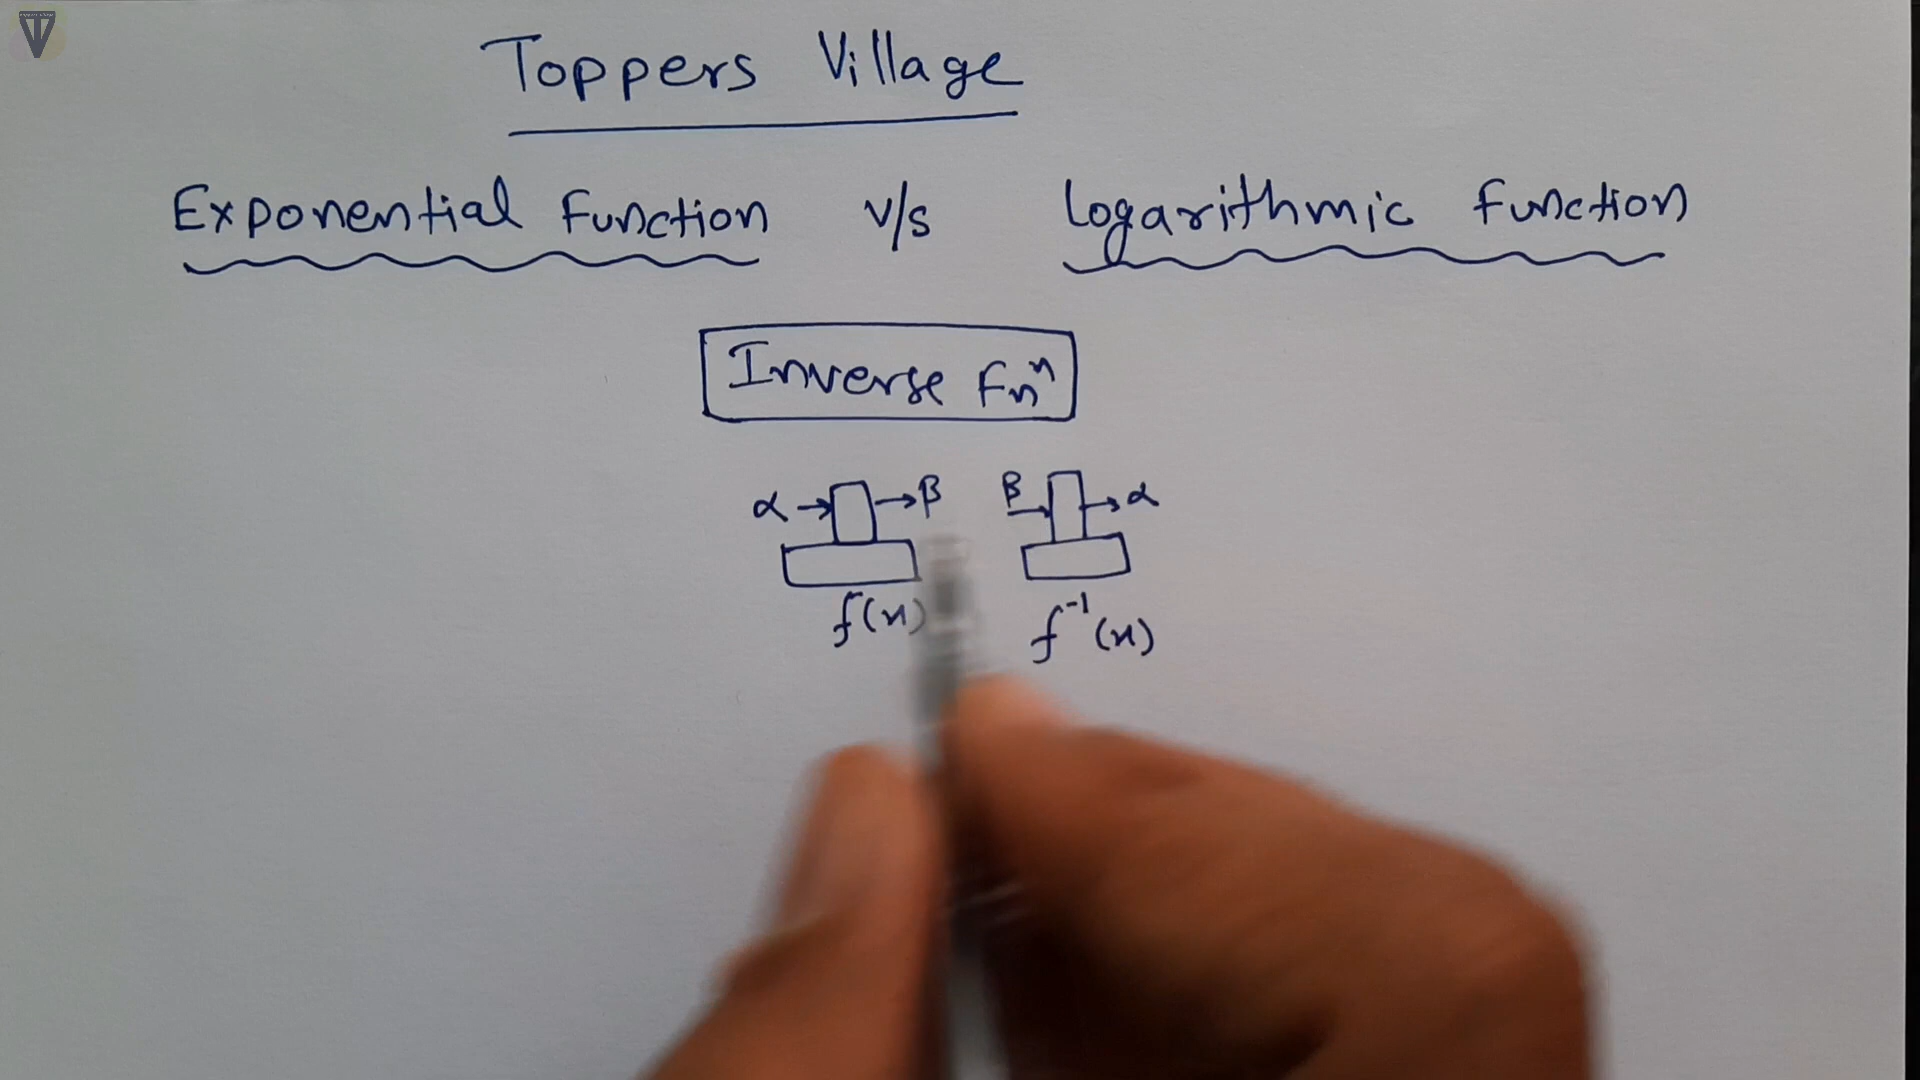 Toppers Village
Exponential Function v/s Logarithmic Function
Inverse Fnⁿ
α → → β β → → α
f(x) f⁻¹(x)